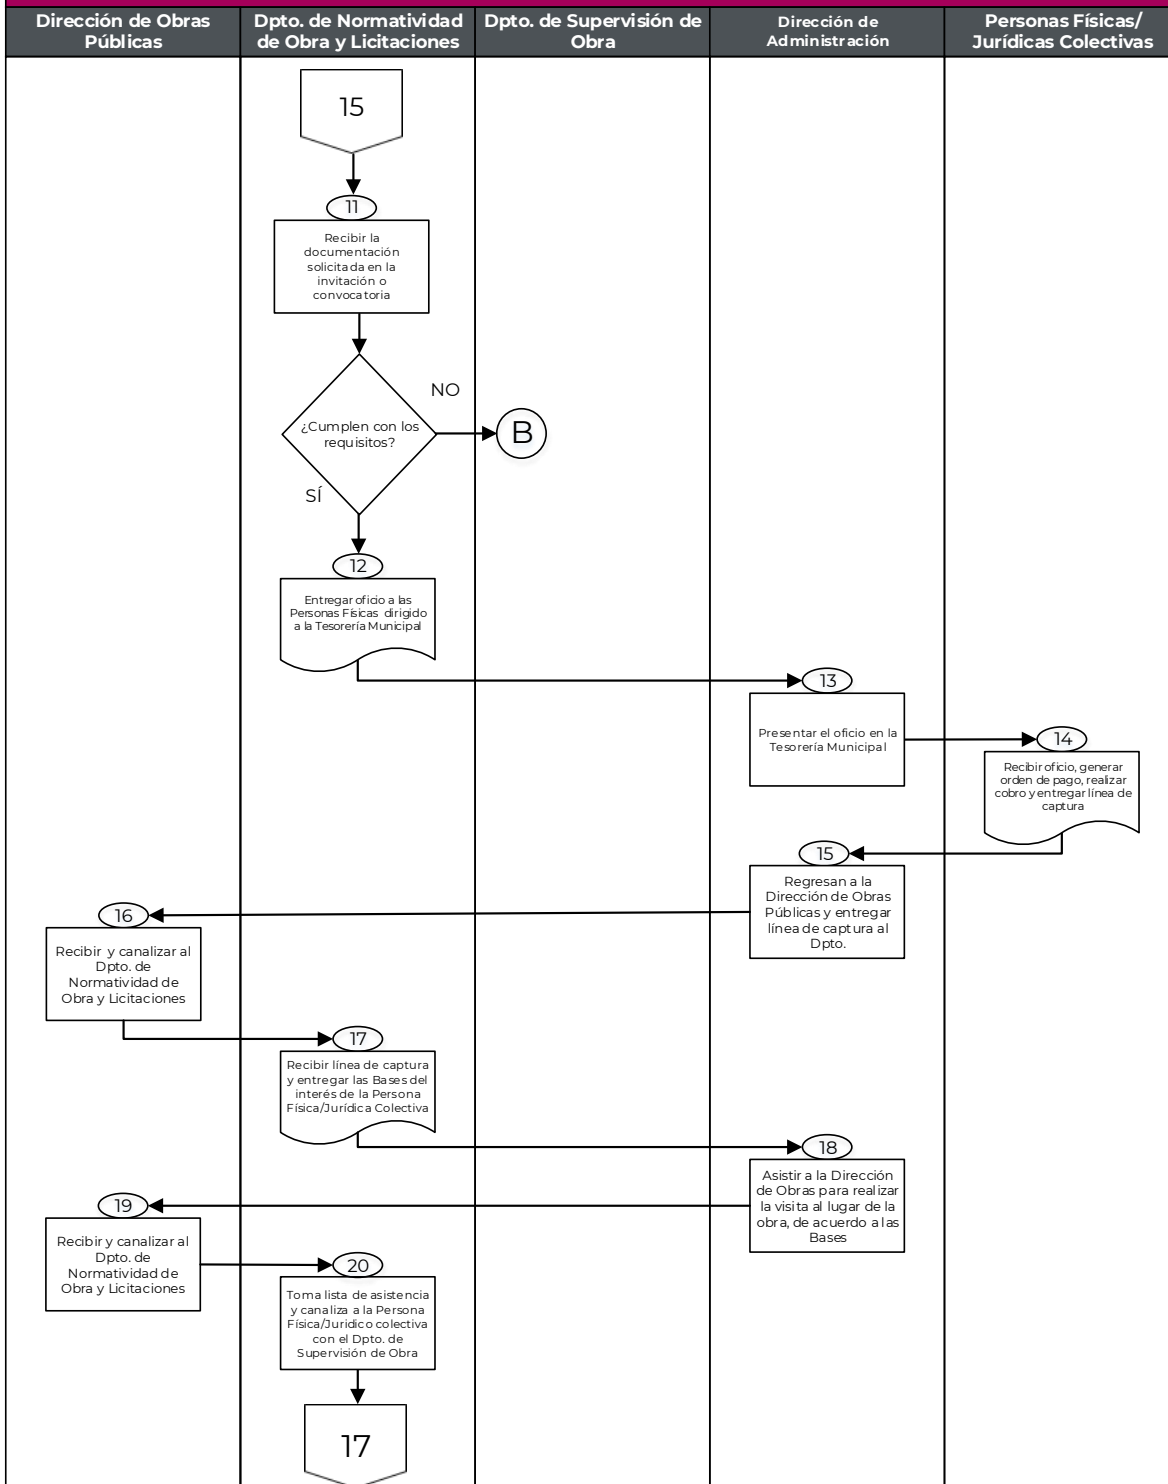 Dirección de Obras
Públicas
Dpto. de Normatividad
de Obra y Licitaciones
Dpto. de Supervisión de
Obra
Dirección de
Administración
Personas Físicas/
Jurídicas Colectivas
15
11
Recibir la
documentación
solicitada en la
invitación o
convocatoria
NO
¿Cumplen con los
requisitos?
B
SÍ
12
Entregar oficio a las
Personas Físicas dirigido
a la Tesorería Municipal
13
Presentar el oficio en la
Tesorería Municipal
14
Recibir oficio, generar
orden de pago, realizar
cobro y entregar línea de
captura
15
Regresan a la
Dirección de Obras
Públicas y entregar
línea de captura al
Dpto.
16
Recibir y canalizar al
Dpto. de
Normatividad de
Obra y Licitaciones
17
Recibir línea de captura
y entregar las Bases del
interés de la Persona
Física/Jurídica Colectiva
18
Asistir a la Dirección
de Obras para realizar
la visita al lugar de la
obra, de acuerdo a las
Bases
19
Recibir y canalizar al
Dpto. de
Normatividad de
Obra y Licitaciones
20
Toma lista de asistencia
y canaliza a la Persona
Física/Juridico colectiva
con el Dpto. de
Supervisión de Obra
17